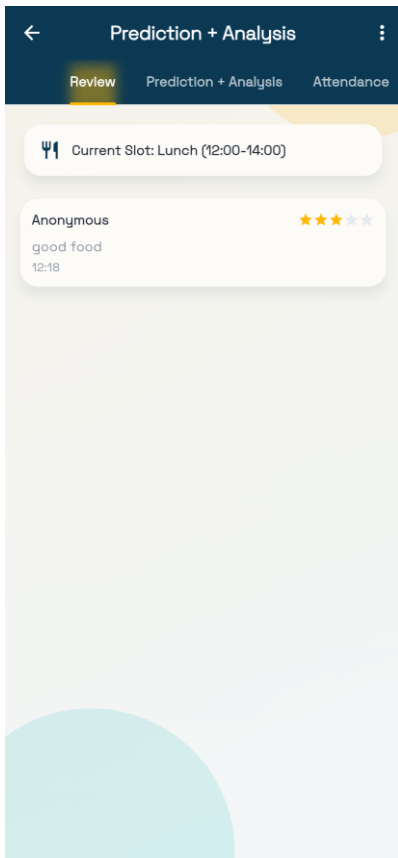 Prediction + Analysis
Review Prediction + Analysis Attendance
Current Slot: Lunch (12:00-14:00)
Anonymous
good food
12:18